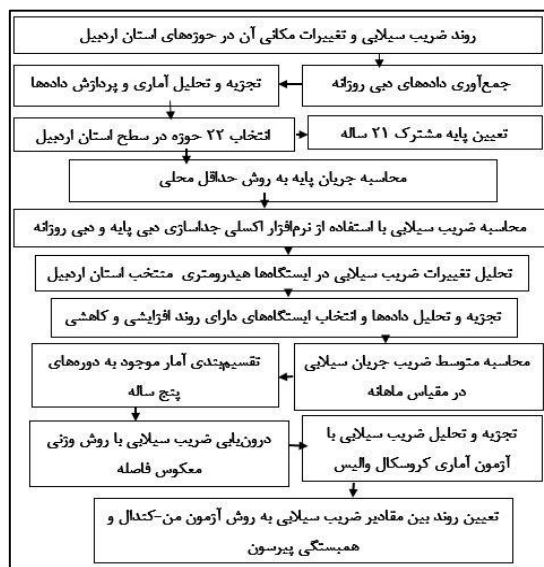 روند ضریب سیلابی و تغییرات مکانی آن در حوزه‌های استان اردبیل
جمع‌آوری داده‌های دبی روزانه
تجزیه و تحلیل آماری و پردازش داده‌ها
انتخاب ۲۲ حوزه در سطح استان اردبیل
تعیین پایه مشترک ۲۱ ساله
محاسبه جریان پایه به روش حداقل محلی
محاسبه ضریب سیلابی با استفاده از نرم‌افزار اکسلی جداسازی دبی پایه و دبی روزانه
تحلیل تغییرات ضریب سیلابی در ایستگاه‌ها هیدرومتری منتخب استان اردبیل
تجزیه و تحلیل داده‌ها و انتخاب ایستگاه‌های دارای روند افزایشی و کاهشی
محاسبه متوسط ضریب جریان سیلابی
در مقیاس ماهانه
تقسیم‌بندی آمار موجود به دوره‌های
پنج ساله
درون‌یابی ضریب سیلابی با روش وزنی
معکوس فاصله
تجزیه و تحلیل ضریب سیلابی با
آزمون آماری کروسکال والیس
تعیین روند بین مقادیر ضریب سیلابی به روش آزمون من-کندال و
همبستگی پیرسون